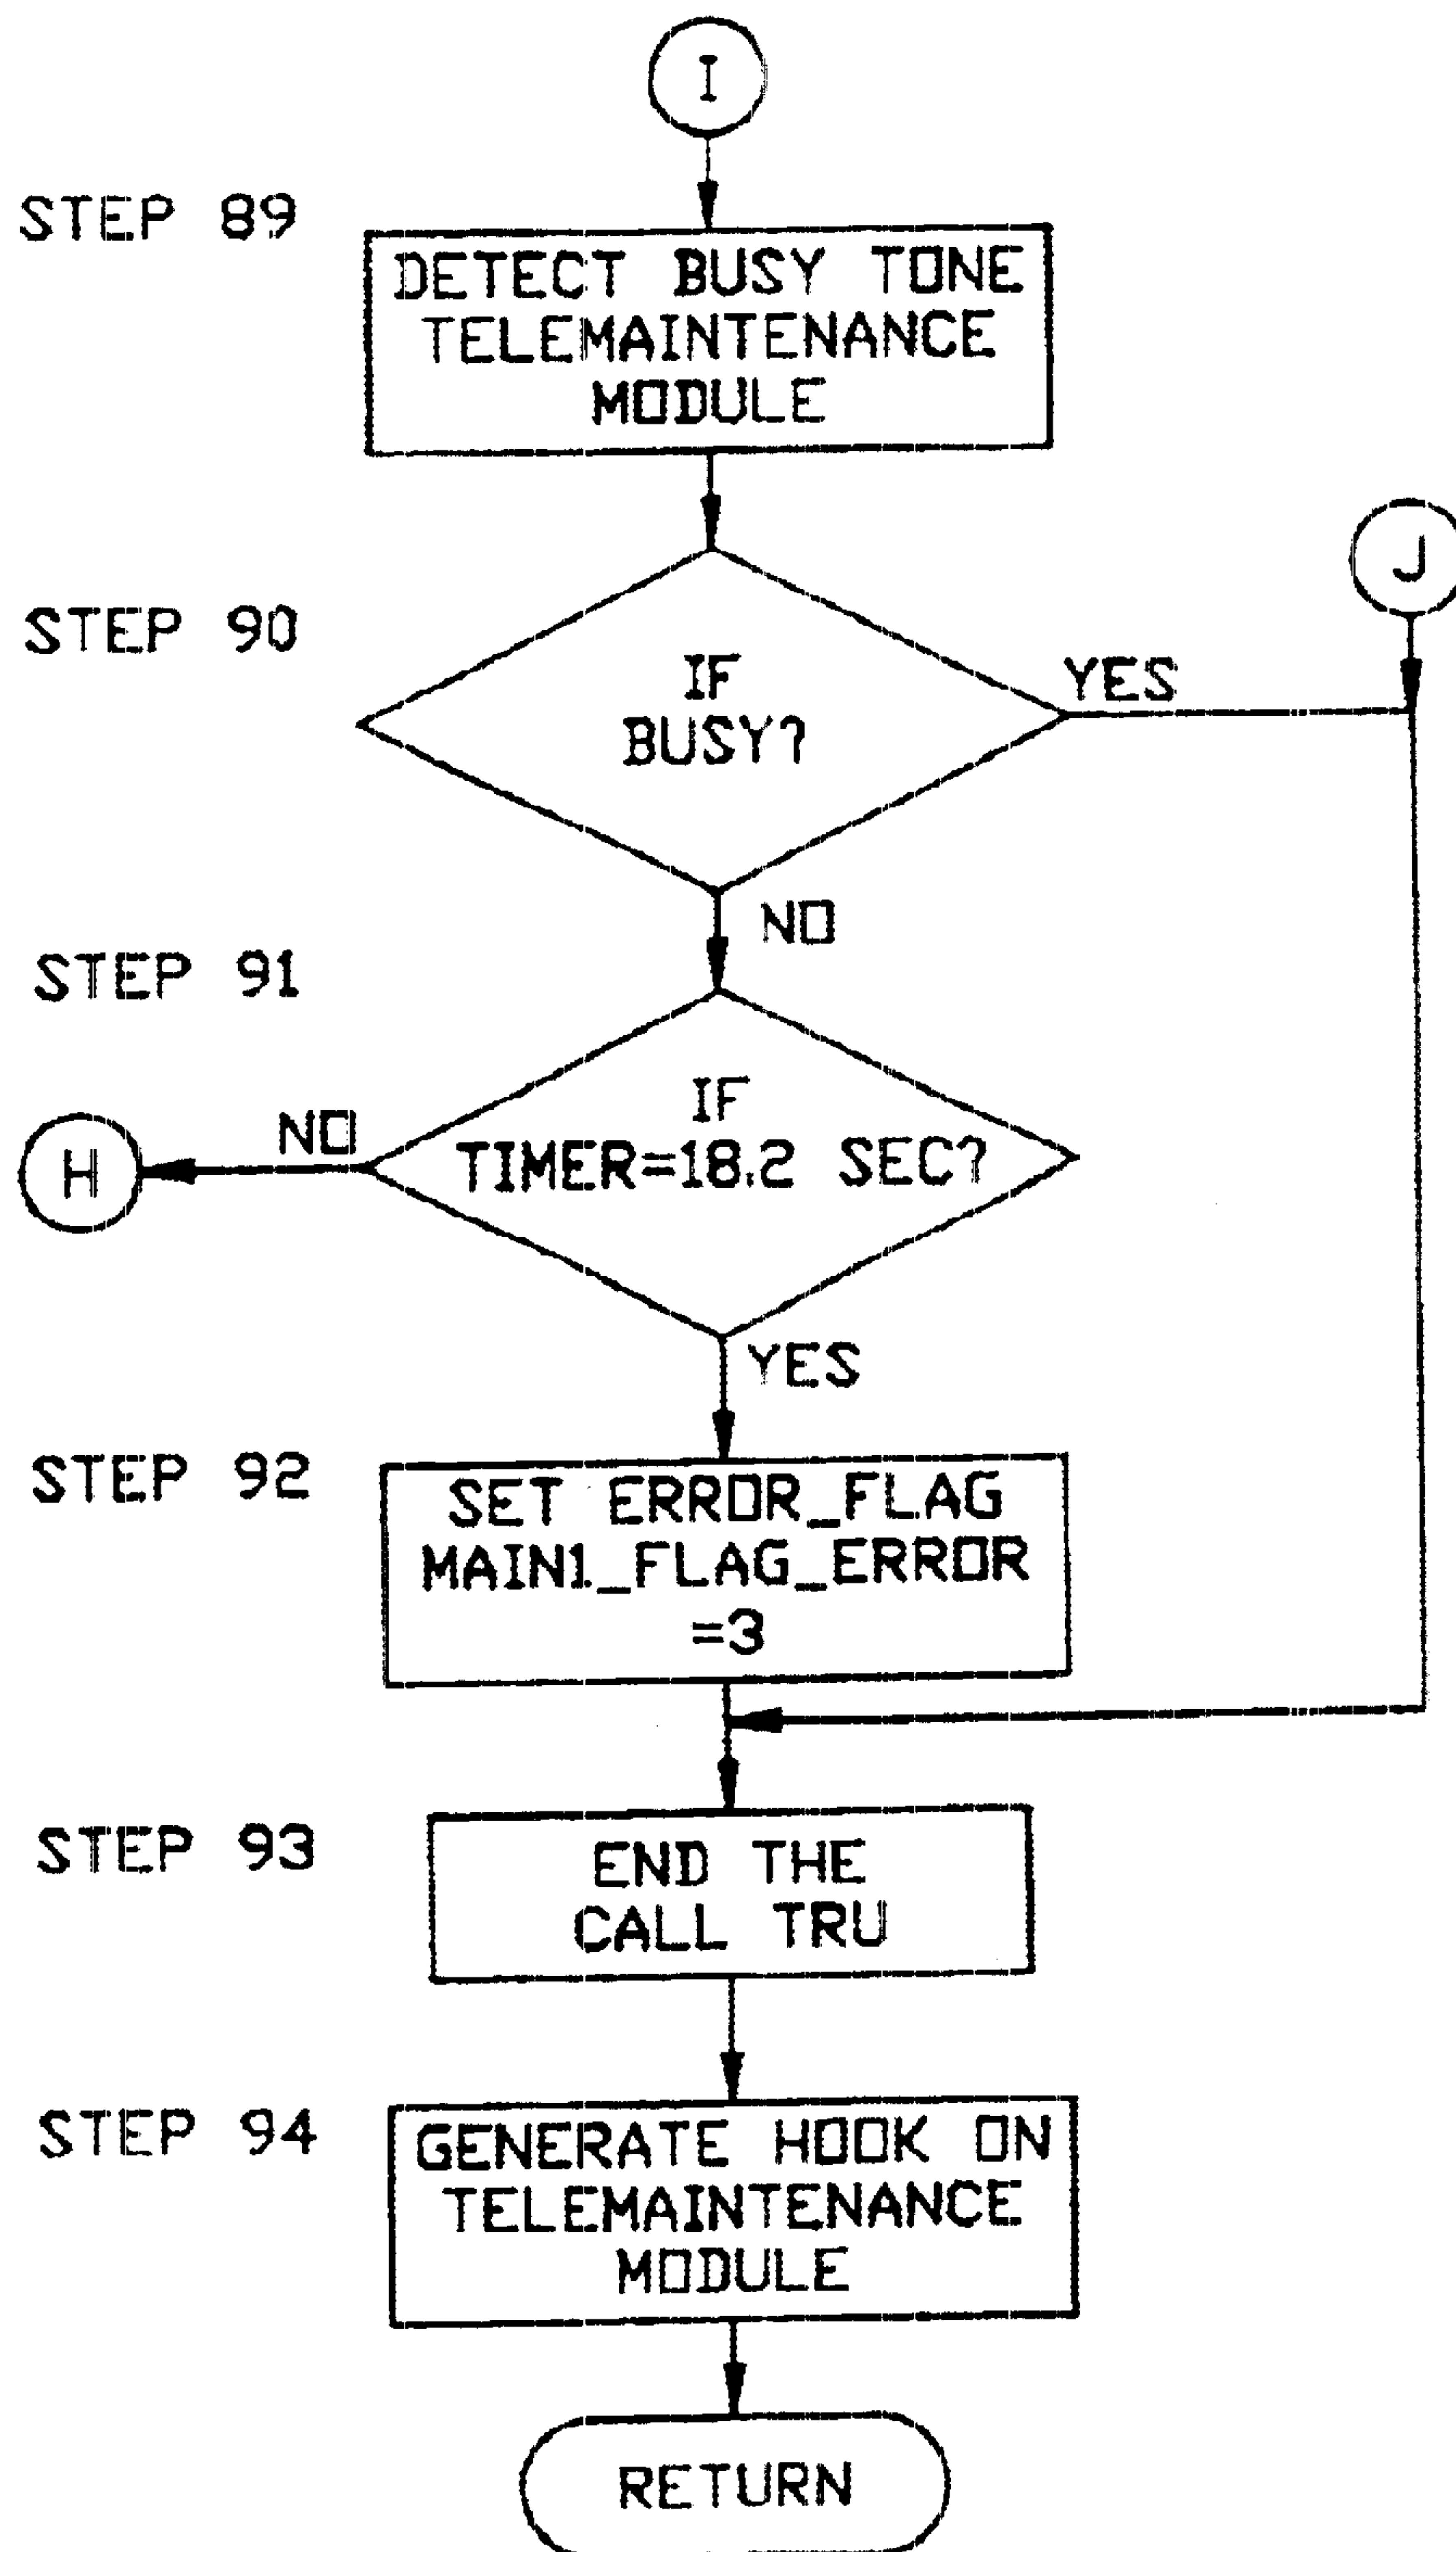 I
STEP 89
DETECT BUSY TONE
TELEMAINTENANCE
MODULE
J
STEP 90
IF
BUSY?
YES
NO
STEP 91
IF
TIMER=18.2 SEC?
NO
H
YES
STEP 92
SET ERROR_FLAG
MAIN1_FLAG_ERROR
=3
STEP 93
END THE
CALL TRU
STEP 94
GENERATE HOOK ON
TELEMAINTENANCE
MODULE
RETURN